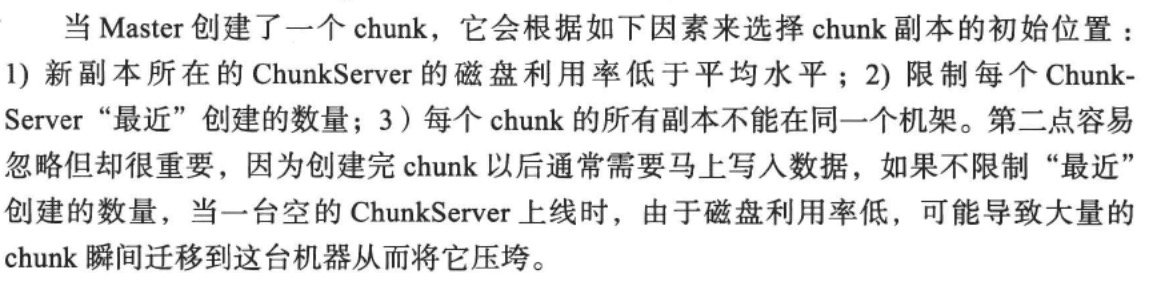 当 Master 创建了一个 chunk，它会根据如下因素来选择 chunk 副本的初始位置：
1) 新副本所在的 ChunkServer 的磁盘利用率低于平均水平；2) 限制每个 Chunk-
Server“最近”创建的数量；3）每个 chunk 的所有副本不能在同一个机架。第二点容易
忽略但却很重要，因为创建完 chunk 以后通常需要马上写入数据，如果不限制“最近”
创建的数量，当一台空的 ChunkServer 上线时，由于磁盘利用率低，可能导致大量的
chunk 瞬间迁移到这台机器从而将它压垮。